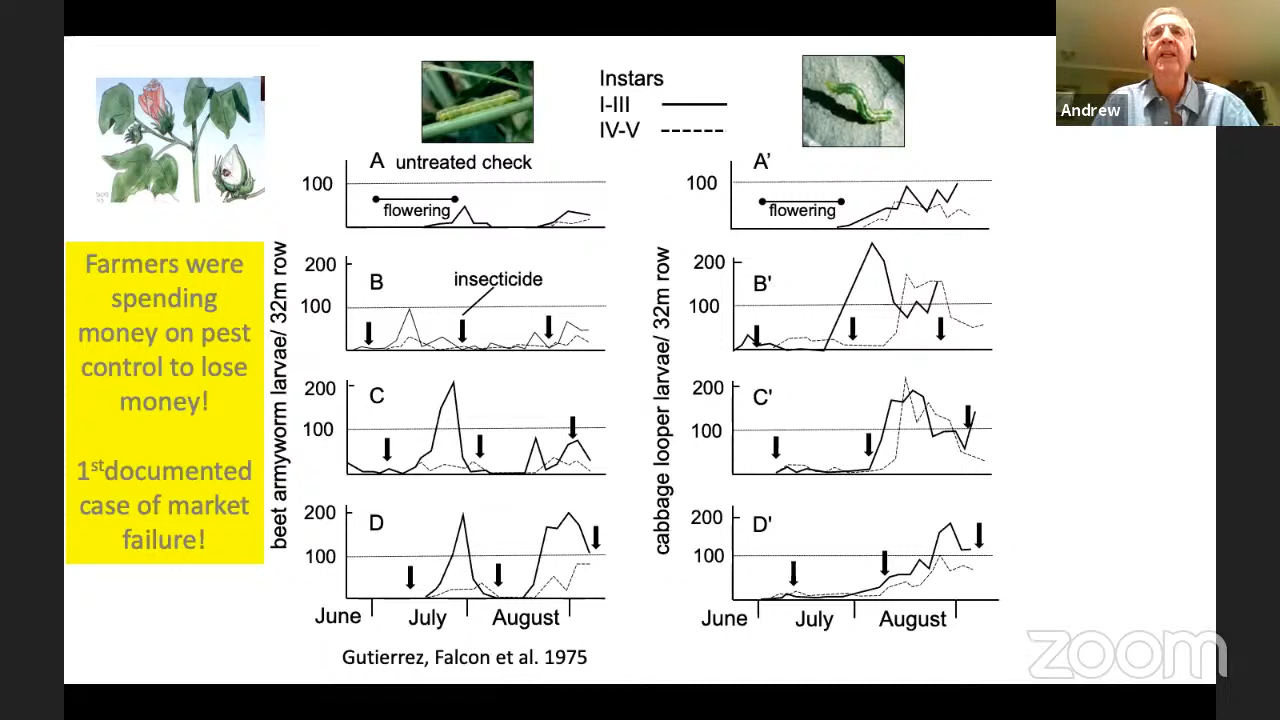 Andrew
Instars
I-III
IV-V
A untreated check
100
flowering
A'
100
flowering
Farmers were
spending
money on pest
control to lose
money!
1stdocumented
case of market
failure!
beet armyworm larvae/ 32m row
200
B
insecticide
100
200
C
100
200
D
100
June
July
August
cabbage looper larvae/ 32m row
200
B'
100
200
C'
100
200
D'
100
June
July
August
Gutierrez, Falcon et al. 1975
zoom